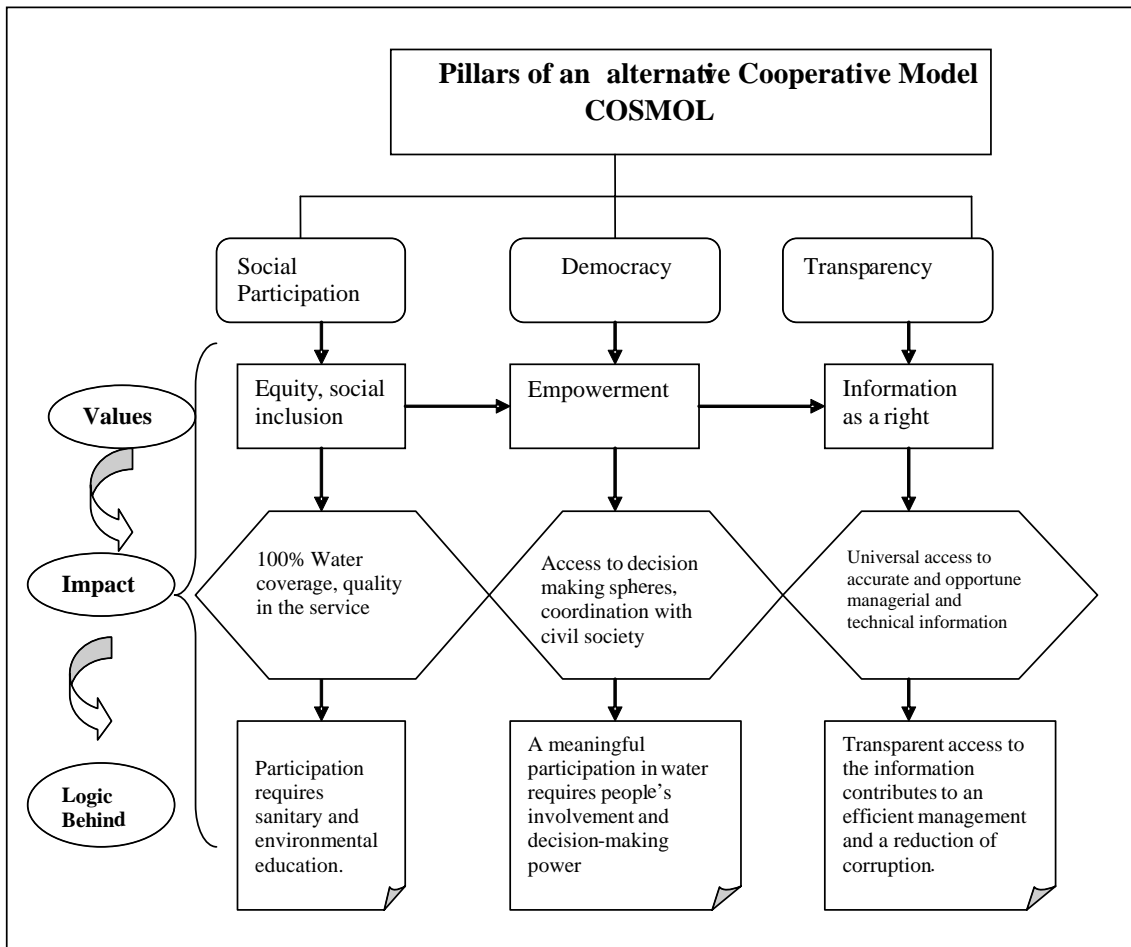 Pillars of an alternative Cooperative Model
COSMOL
Social
Participation
Democracy
Transparency
Values
Equity, social
inclusion
Empowerment
Information
as a right
Impact
100% Water
coverage, quality
in the service
Access to decision
making spheres,
coordination with
civil society
Universal access to
accurate and opportune
managerial and
technical information
Logic
Behind
Participation
requires
sanitary and
environmental
education.
A meaningful
participation in water
requires people's
involvement and
decision-making
power
Transparent access to
the information
contributes to an
efficient management
and a reduction of
corruption.